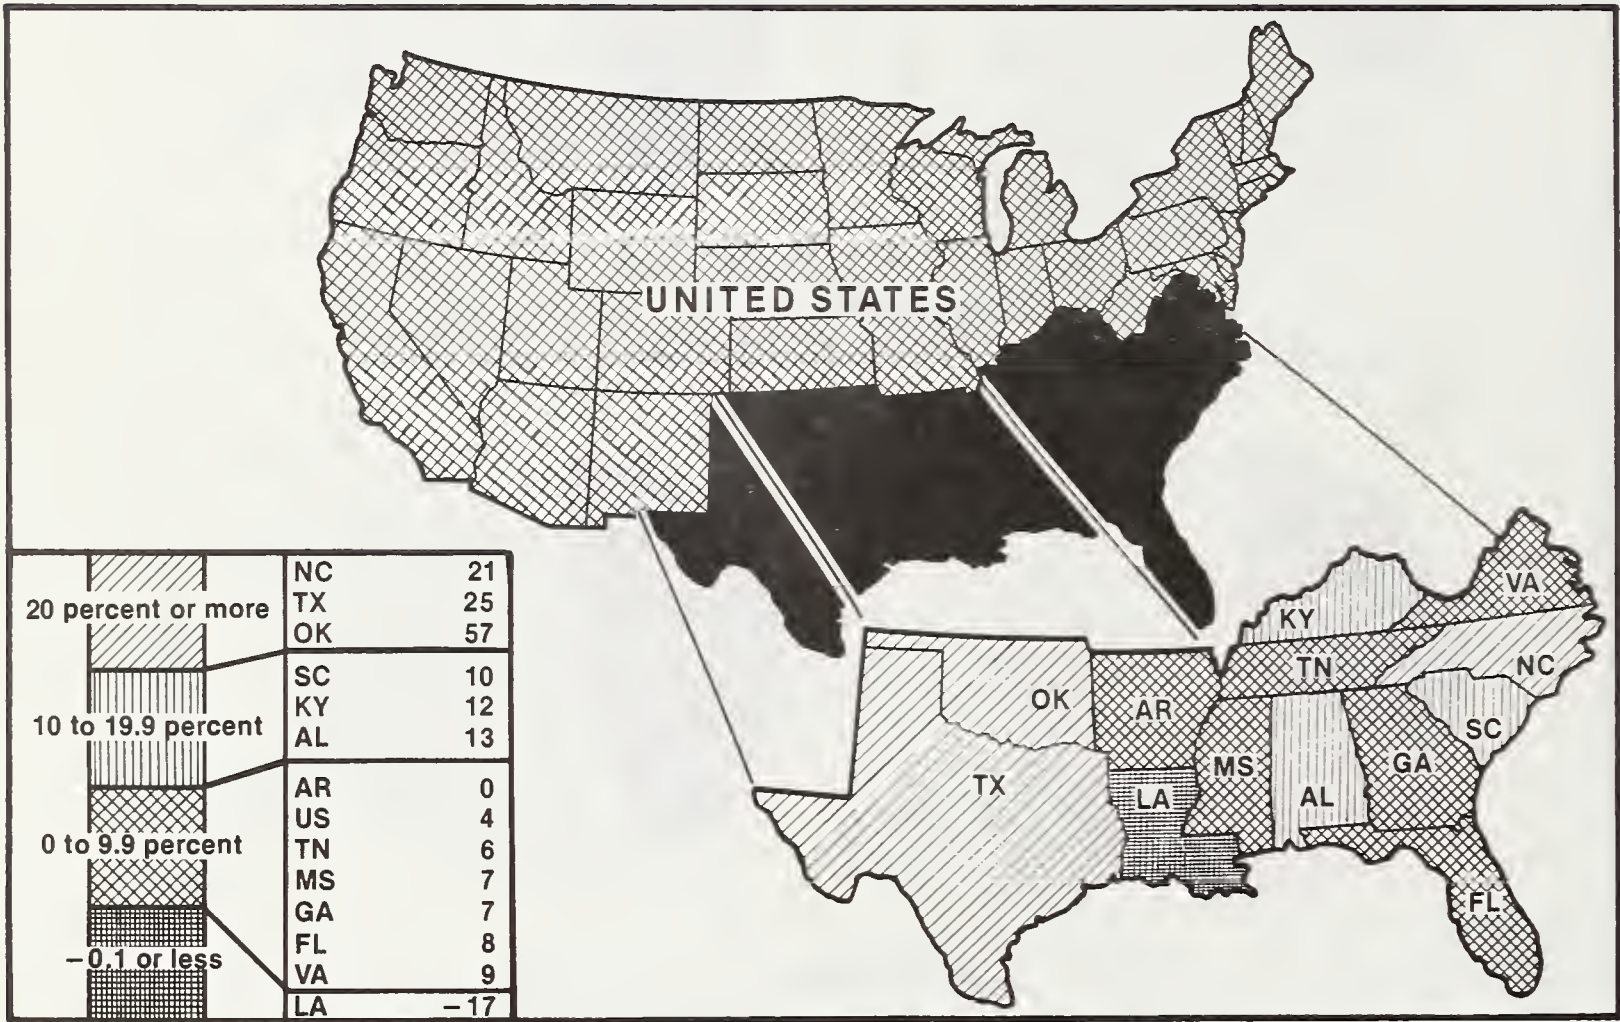 UNITED STATES
20 percent or more
NC 21
TX 25
OK 57
10 to 19.9 percent
SC 10
KY 12
AL 13
0 to 9.9 percent
AR 0
US 4
TN 6
MS 7
GA 7
FL 8
VA 9
−0.1 or less
LA −17
VA
KY
TN
NC
OK
AR
SC
MS
GA
TX
LA
AL
FL